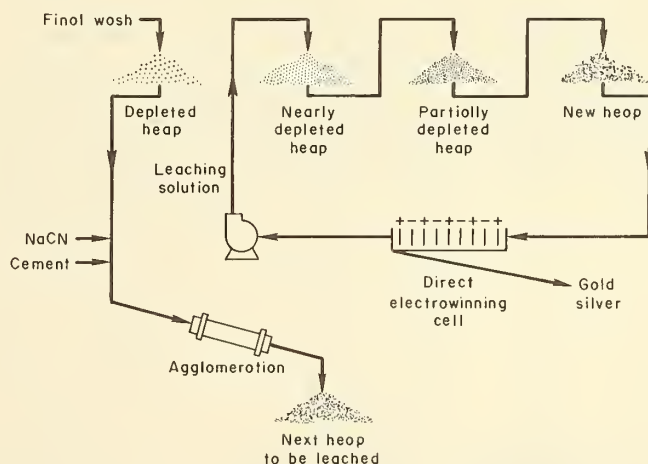 Final wash
Depleted
heap
Nearly
depleted
heap
Partially
depleted
heap
New heap
Leaching
solution
NaCN
Cement
+-+-+-+-+
Direct
electrowinning
cell
Gold
silver
Agglomeration
Next heap
to be leached